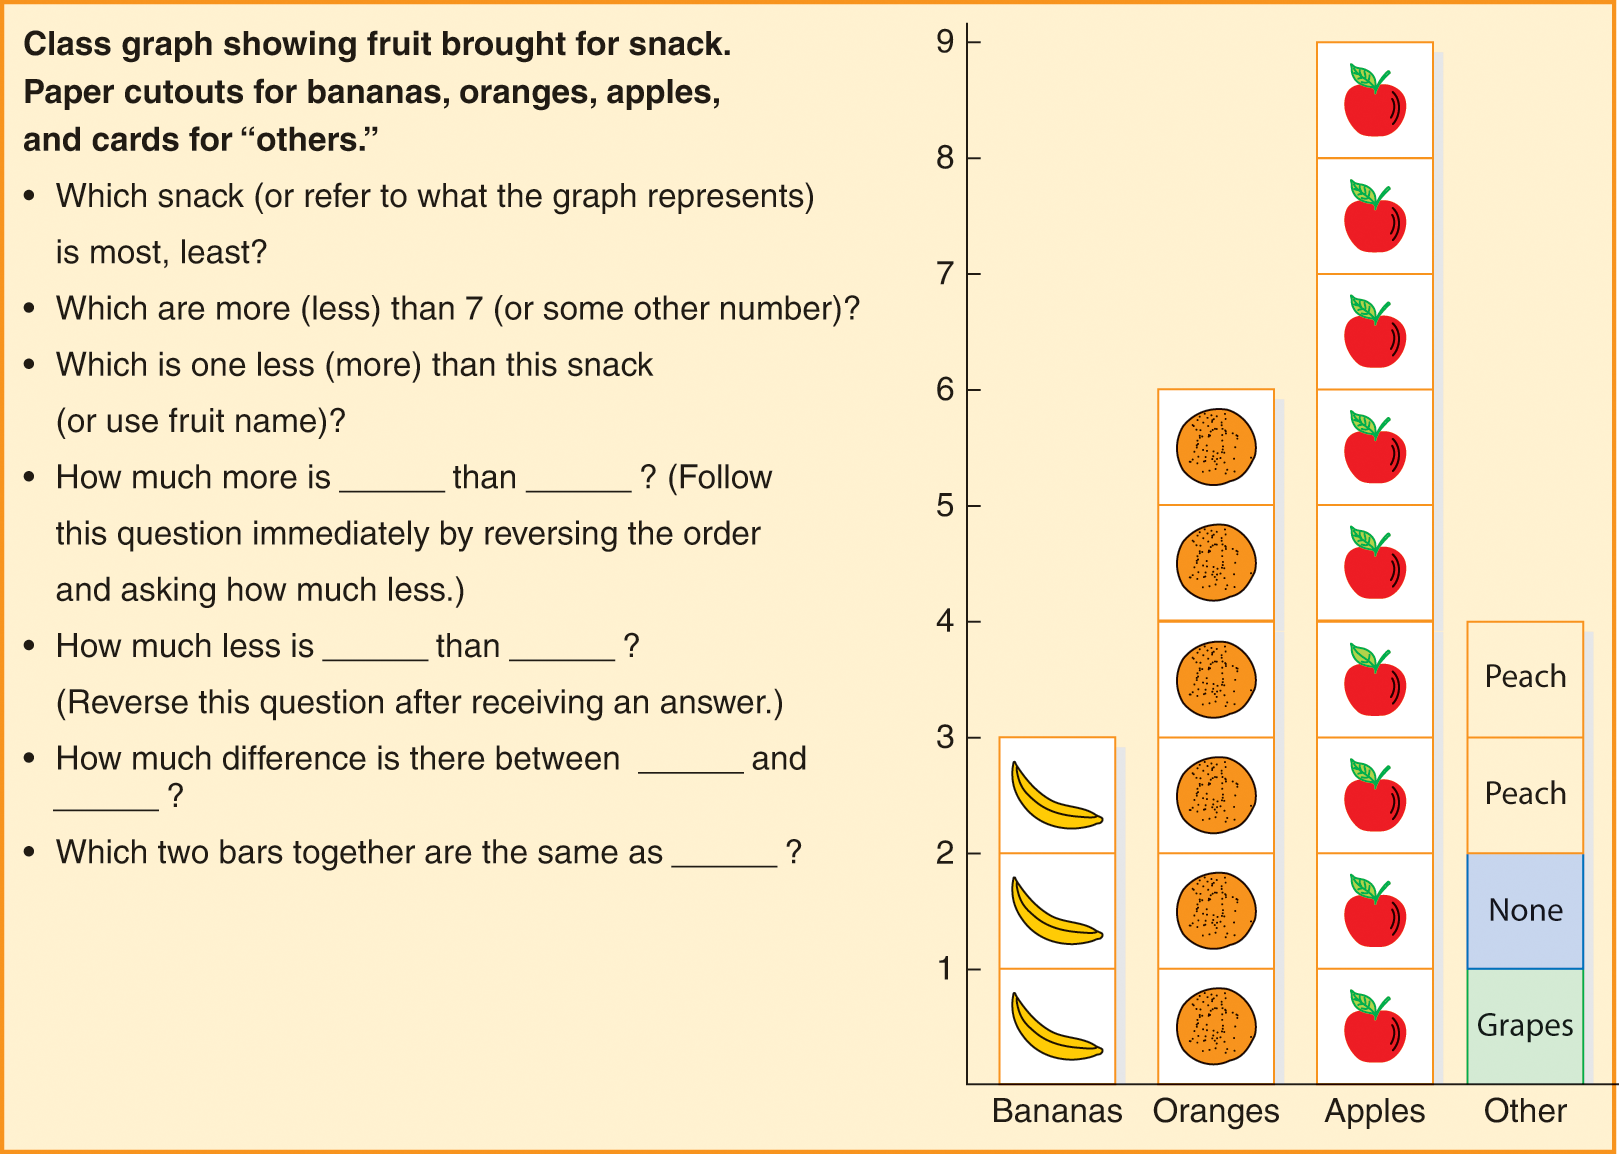 Class graph showing fruit brought for snack.
Paper cutouts for bananas, oranges, apples,
and cards for “others.”
• Which snack (or refer to what the graph represents)
is most, least?
• Which are more (less) than 7 (or some other number)?
• Which is one less (more) than this snack
(or use fruit name)?
• How much more is ______ than ______ ? (Follow
this question immediately by reversing the order
and asking how much less.)
• How much less is ______ than ______ ?
(Reverse this question after receiving an answer.)
• How much difference is there between ______ and
______ ?
• Which two bars together are the same as ______ ?
9
8
7
6
5
4
3
2
1
Peach
Peach
None
Grapes
Bananas Oranges Apples Other